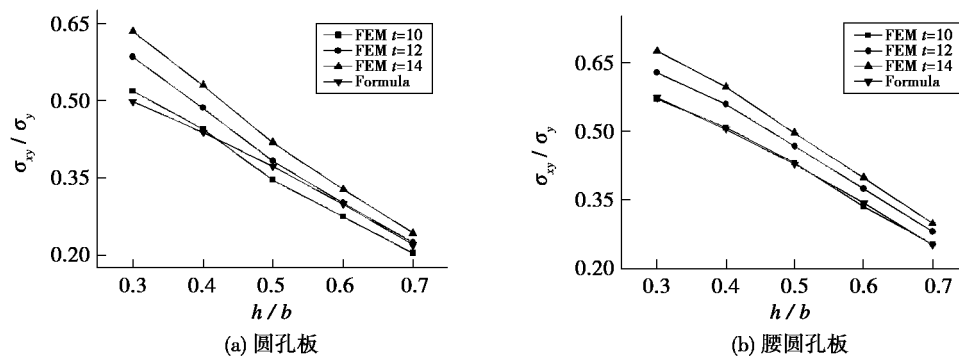 0.65
0.50
0.35
0.20
σxy / σy
FEM t=10
FEM t=12
FEM t=14
Formula
0.3 0.4 0.5 0.6 0.7
h / b
(a) 圆孔板
0.65
0.50
0.35
0.20
σxy / σy
FEM t=10
FEM t=12
FEM t=14
Formula
0.3 0.4 0.5 0.6 0.7
h / b
(b) 腰圆孔板